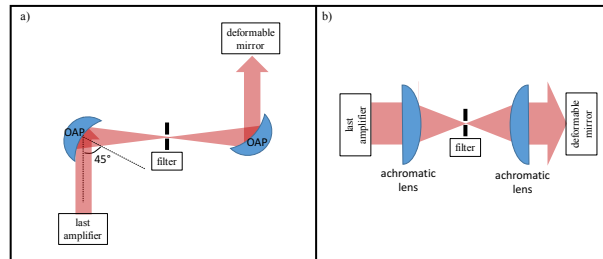 a)
deformable
mirror
OAP
OAP
45°
filter
last
amplifier
b)
last
amplifier
filter
deformable
mirror
achromatic
lens
achromatic
lens